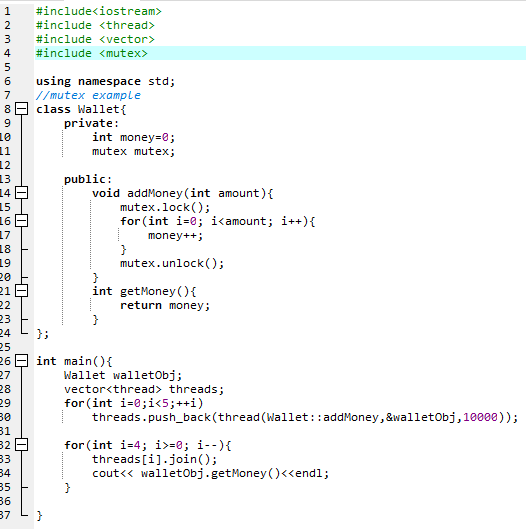 1 #include<iostream>
2 #include <thread>
3 #include <vector>
4 #include <mutex>
5
6 using namespace std;
7 //mutex example
8 class Wallet{
9 private:
10 int money=0;
11 mutex mutex;
12
13 public:
14 void addMoney(int amount){
15 mutex.lock();
16 for(int i=0; i<amount; i++){
17 money++;
18 }
19 mutex.unlock();
20 }
21 int getMoney(){
22 return money;
23 }
24 };
25
26 int main(){
27 Wallet walletObj;
28 vector<thread> threads;
29 for(int i=0;i<5;++i)
30 threads.push_back(thread(Wallet::addMoney,&walletObj,10000));
31
32 for(int i=4; i>=0; i--){
33 threads[i].join();
34 cout<< walletObj.getMoney()<<endl;
35 }
36
37 }